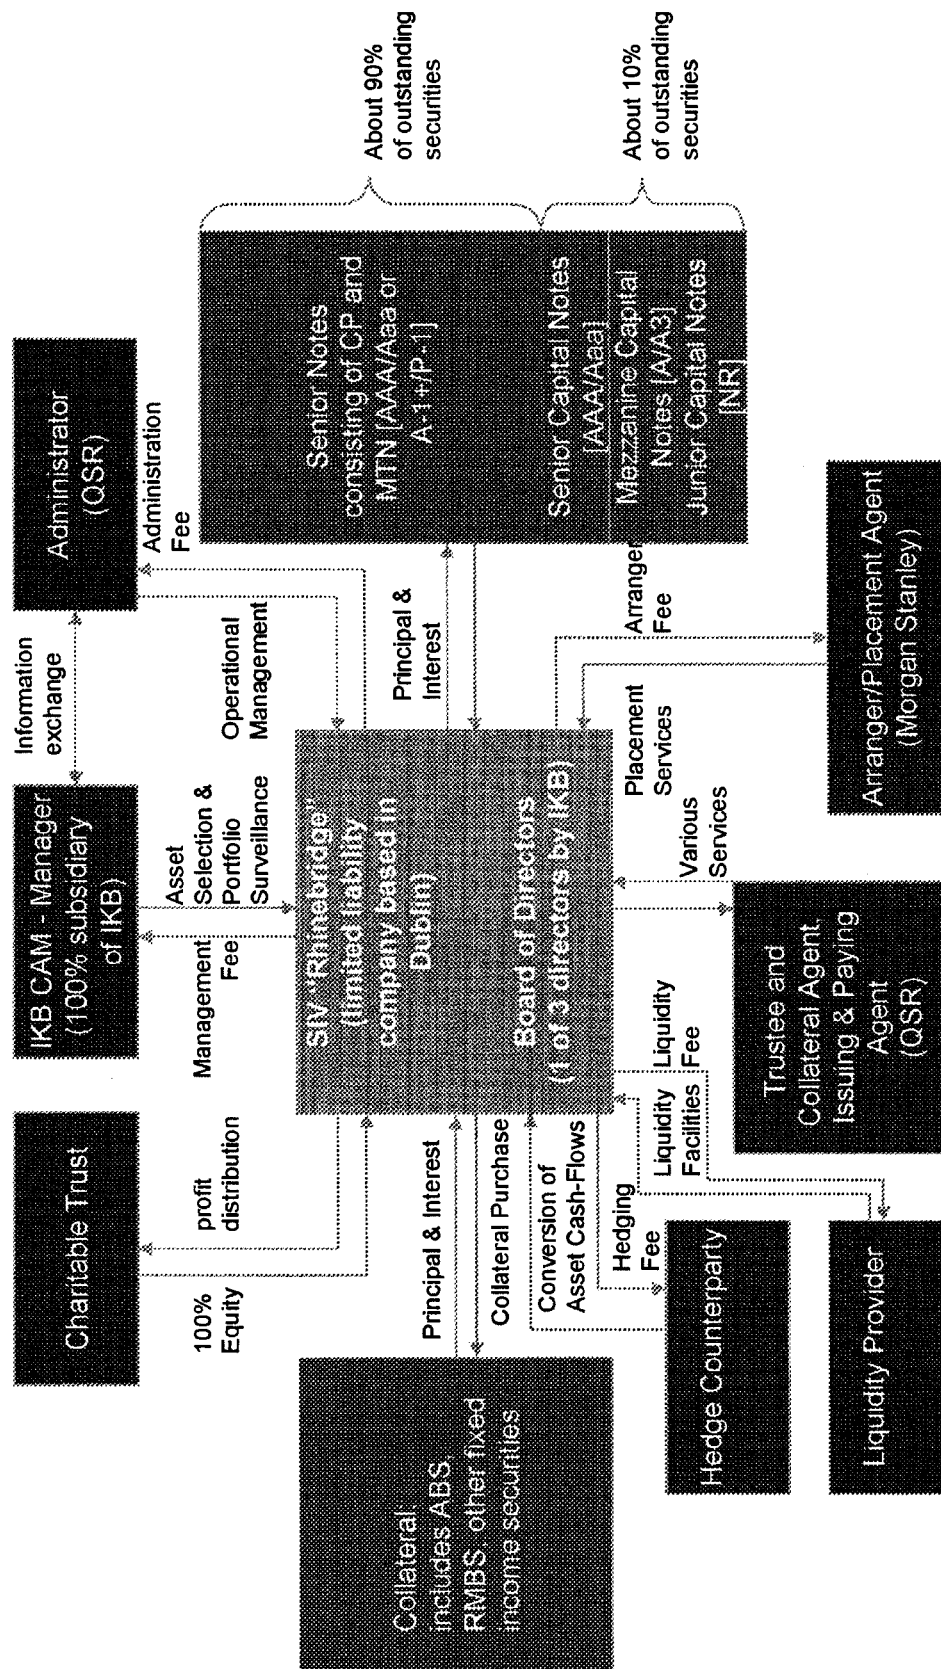 Charitable Trust
IKB CAM - Manager
(100% subsidiary
of IKB)
Information
exchange
Administrator
(QSR)
100%
Equity
profit
distribution
Management
Fee
Asset
Selection &
Portfolio
Surveillance
Operational
Management
Administration
Fee
Collateral:
includes ABS,
RMBS, other fixed
income securities
Principal & Interest
Collateral Purchase
SIV "Rhinebridge"
(limited liability
company based in
Dublin)
Board of Directors
(1 of 3 directors by IKB)
Principal &
Interest
Senior Notes
consisting of CP and
MTN [AAA/Aaa or
A1+/P-1]
About 90%
of outstanding
securities
Senior Capital Notes
[AAA/Aaa]
Mezzanine Capital
Notes [A/A3]
Junior Capital Notes
[NR]
About 10%
of outstanding
securities
Conversion of
Asset Cash-Flows
Hedging
Fee
Hedge Counterparty
Liquidity
Facilities
Liquidity
Fee
Liquidity Provider
Various
Services
Trustee and
Collateral Agent,
Issuing & Paying
Agent
(QSR)
Placement
Services
Arranger
Fee
Arranger/Placement Agent
(Morgan Stanley)